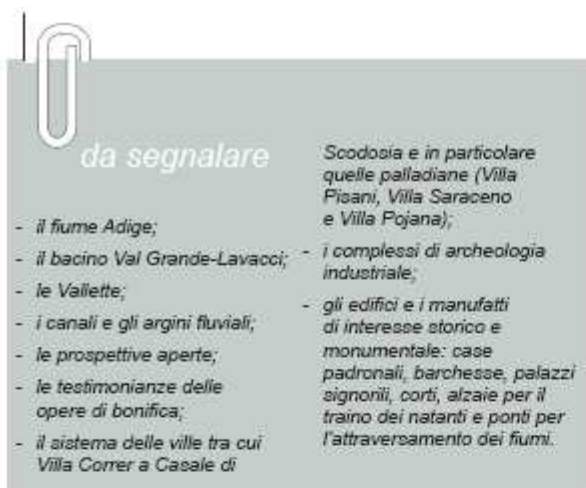 da segnalare
- il fiume Adige;
- il bacino Val Grande-Lavacci;
- le Vallette;
- i canali e gli argini fluviali;
- le prospettive aperte;
- le testimonianze delle
opere di bonifica;
- il sistema delle ville tra cui
Villa Correr a Casale di
Scodosia e in particolare
quelle palladiane (Villa
Pisani, Villa Saraceno
e Villa Pojana);
- i complessi di archeologia
industriale;
- gli edifici e i manufatti
di interesse storico e
monumentale: case
padronali, barchesse, palazzi
signorili, corti, alzaie per il
traino dei natanti e ponti per
l'attraversamento dei fiumi.